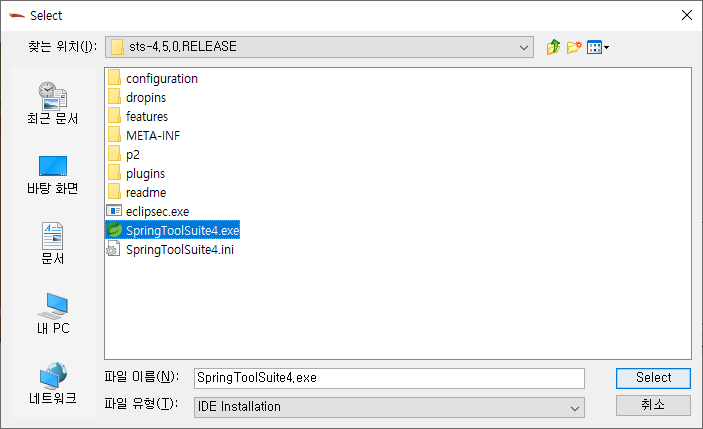 Select
찾는 위치(I):
sts-4.5.0.RELEASE
최근 문서
바탕 화면
문서
내 PC
네트워크
configuration
dropins
features
META-INF
p2
plugins
readme
eclipsec.exe
SpringToolSuite4.exe
SpringToolSuite4.ini
파일 이름(N):
SpringToolSuite4.exe
Select
파일 유형(T):
IDE Installation
취소